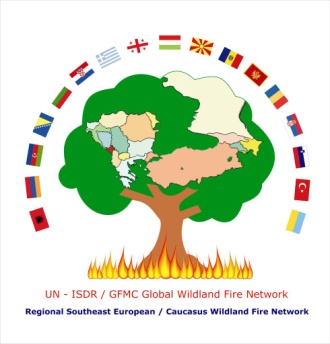 UN - ISDR / GFMC Global Wildland Fire Network
Regional Southeast European / Caucasus Wildland Fire Network